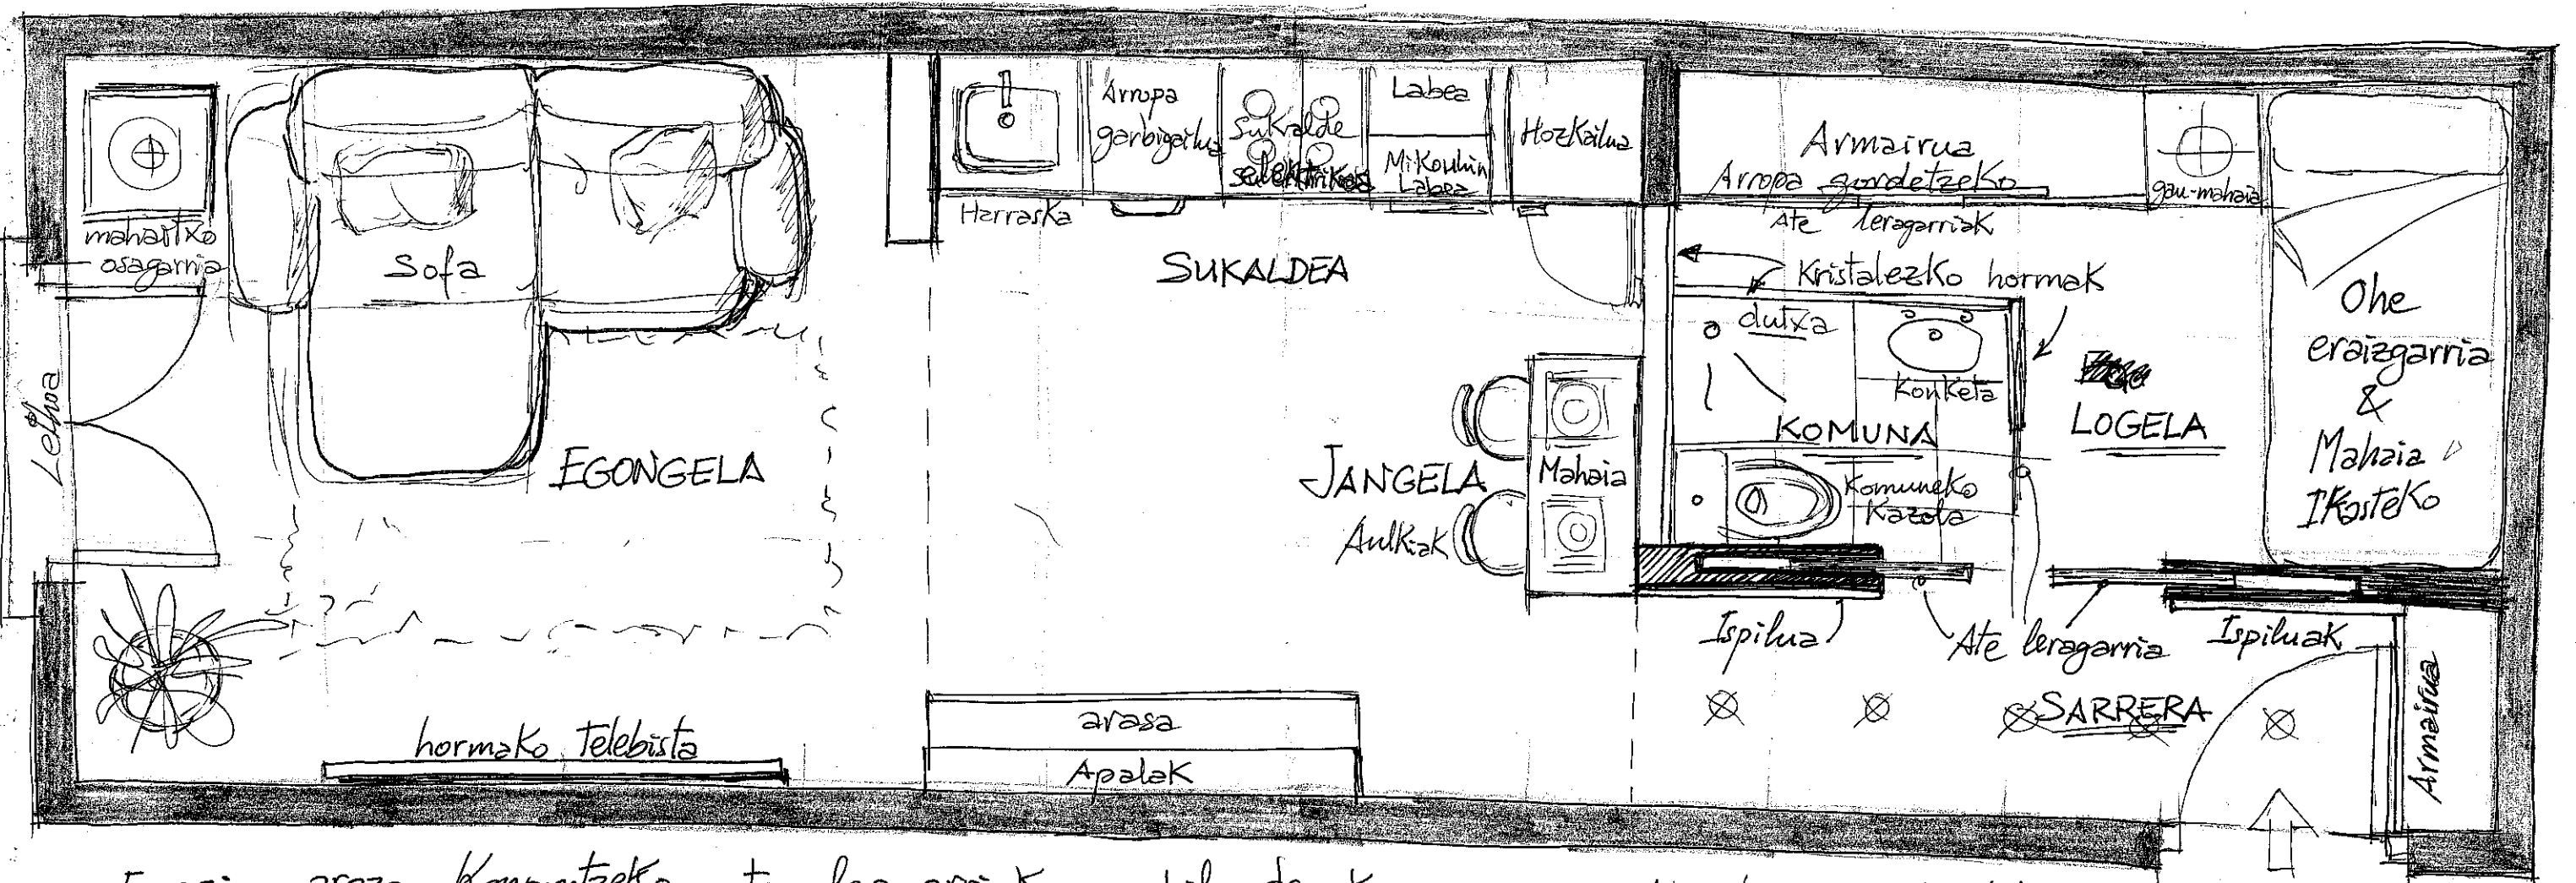 mahaitxo
osagarria
Sofa
Leihoa
EGONGELA
hormako telebista
Harraska
Arropa
garbigailua
Sukalde
Labea
Mikouhin
Labea
Hozkailua
SUKALDEA
JANGELA
Aulkiak
Mahaia
arasa
Apalak
Armairua
Arropa gordetzeko
Ate leragarriak
gau-mahaia
Kristalezko hormak
dutxa
Konketa
KOMUNA
Komuneko
Kazola
LOGELA
Ohe
eraizgarria
&
Mahaia
Ikasteko
Ispilua
Ate leragarria
Ispiluak
SARRERA
Armairua